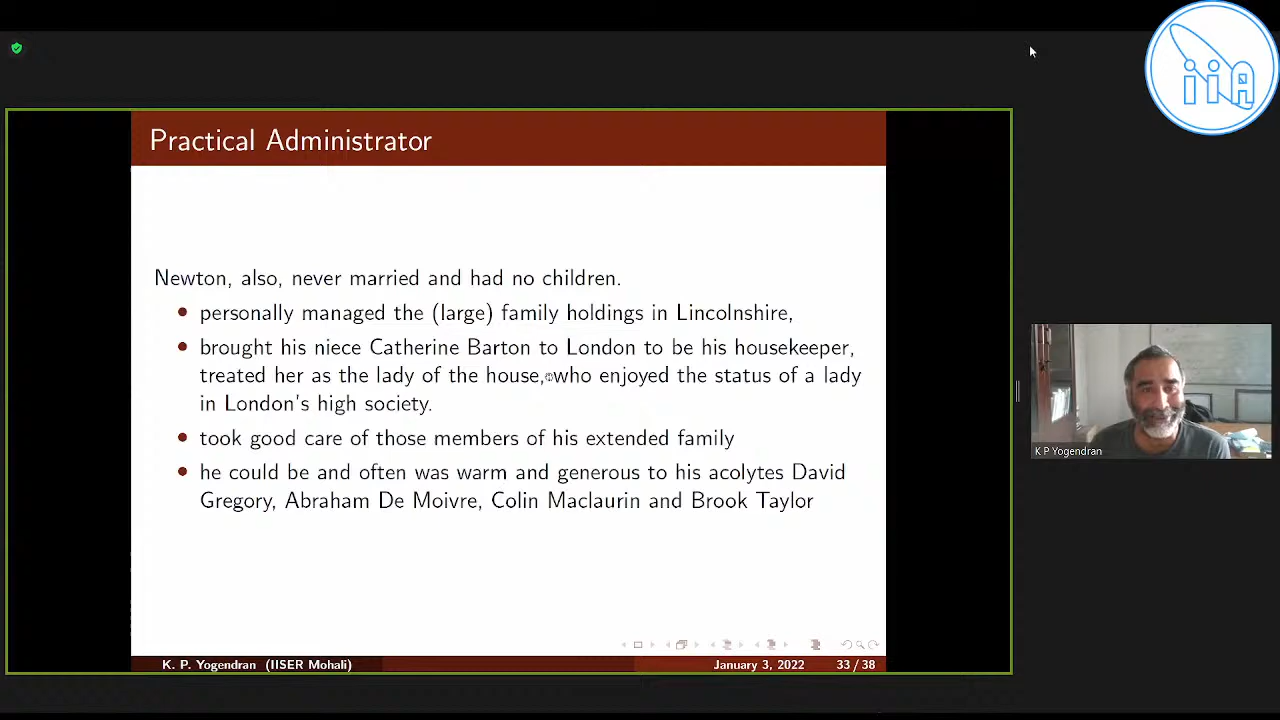 iiA
Practical Administrator
Newton, also, never married and had no children.
personally managed the (large) family holdings in Lincolnshire,
brought his niece Catherine Barton to London to be his housekeeper,
treated her as the lady of the house, who enjoyed the status of a lady
in London's high society.
took good care of those members of his extended family
he could be and often was warm and generous to his acolytes David
Gregory, Abraham De Moivre, Colin Maclaurin and Brook Taylor
K P Yogendran
K. P. Yogendran (IISER Mohali) January 3, 2022 33 / 38